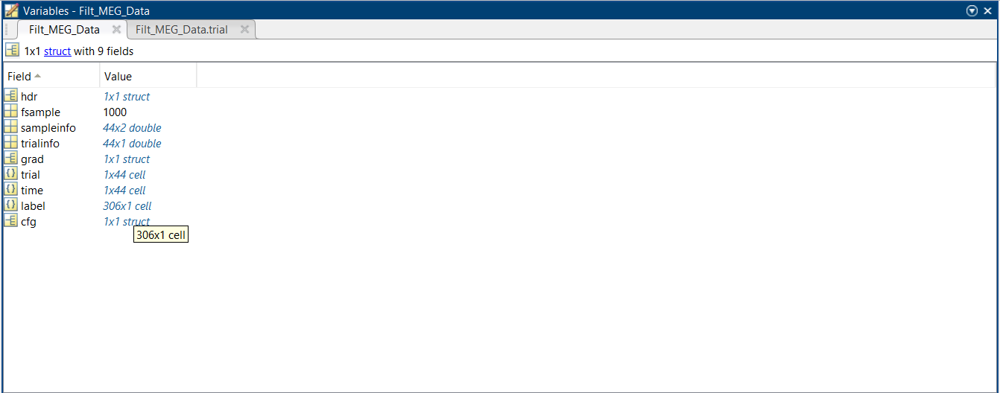 Variables - Filt_MEG_Data
Filt_MEG_Data Filt_MEG_Data.trial
1x1 struct with 9 fields
Field Value
hdr 1x1 struct
fsample 1000
sampleinfo 44x2 double
trialinfo 44x1 double
grad 1x1 struct
trial 1x44 cell
time 1x44 cell
label 306x1 cell
cfg 1x1 struct
306x1 cell